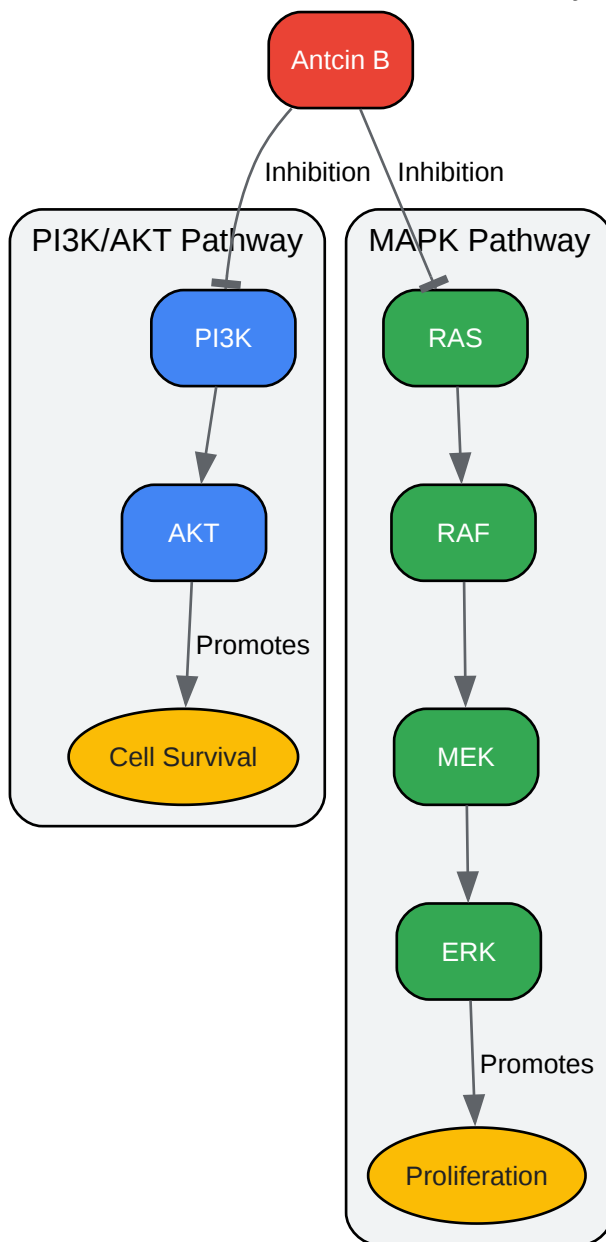 Antcin B
Inhibition
Inhibition
PI3K/AKT Pathway
PI3K
AKT
Promotes
Cell Survival
MAPK Pathway
RAS
RAF
MEK
ERK
Promotes
Proliferation